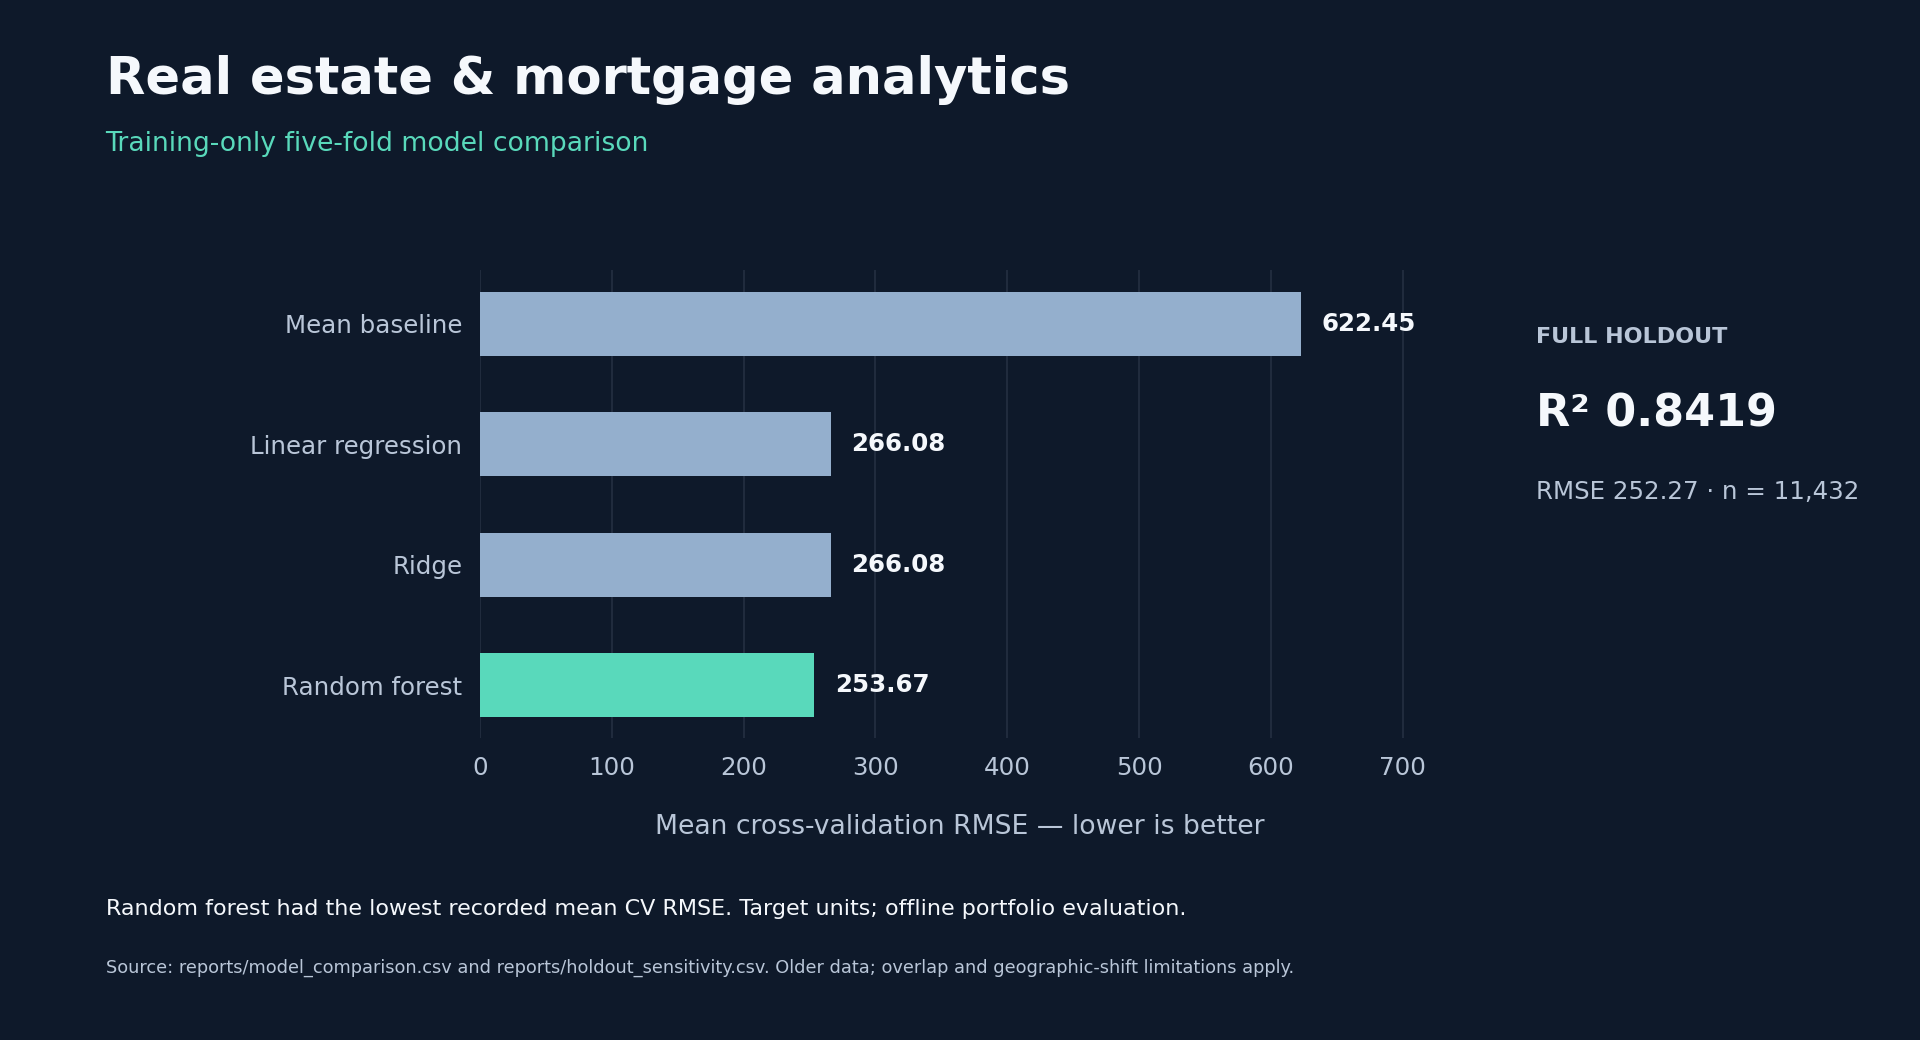 Real estate & mortgage analytics
Training-only five-fold model comparison
Mean baseline
622.45
Linear regression
266.08
Ridge
266.08
Random forest
253.67
0 100 200 300 400 500 600 700
Mean cross-validation RMSE — lower is better
FULL HOLDOUT
R² 0.8419
RMSE 252.27 · n = 11,432
Random forest had the lowest recorded mean CV RMSE. Target units; offline portfolio evaluation.
Source: reports/model_comparison.csv and reports/holdout_sensitivity.csv. Older data; overlap and geographic-shift limitations apply.